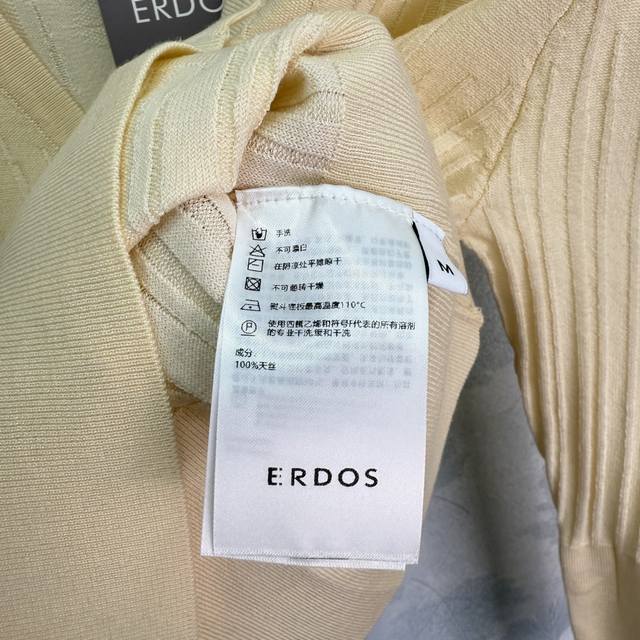 ERDO
手洗
不可漂白
在阴凉处平摊晾干
不可翻转干燥
熨斗底板最高温度110°C
使用四氯乙烯和符号F代表的所有溶剂
的专业干洗缓和干洗
成分:
100%天丝
ERDOS
M
P